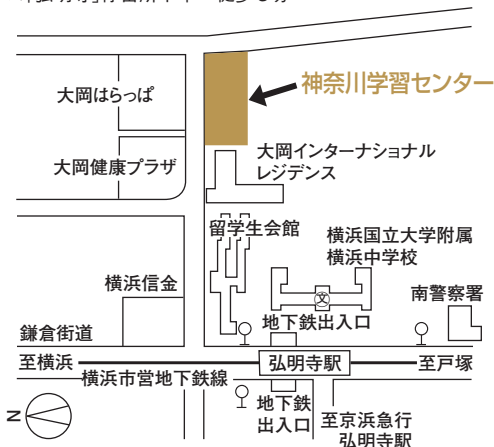 神奈川学習センター
大岡はらっぱ
大岡健康プラザ
大岡インターナショナル
レジデンス
留学生会館
横浜国立大学附属
横浜中学校
横浜信金
文
南警察署
地下鉄出入口
鎌倉街道
至横浜
弘明寺駅
至戸塚
横浜市営地下鉄線
地下鉄
出入口
至京浜急行
弘明寺駅
N